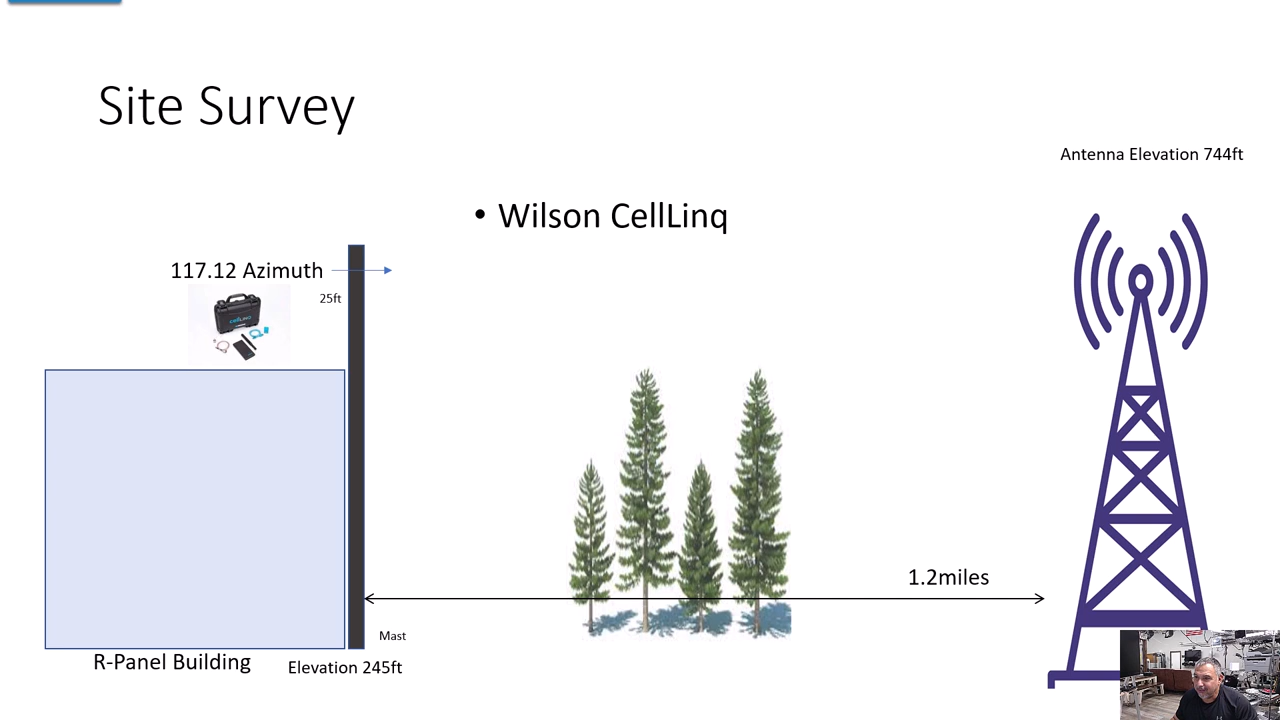 Site Survey
Antenna Elevation 744ft
• Wilson CellLinq
117.12 Azimuth
25ft
1.2miles
Mast
R-Panel Building
Elevation 245ft